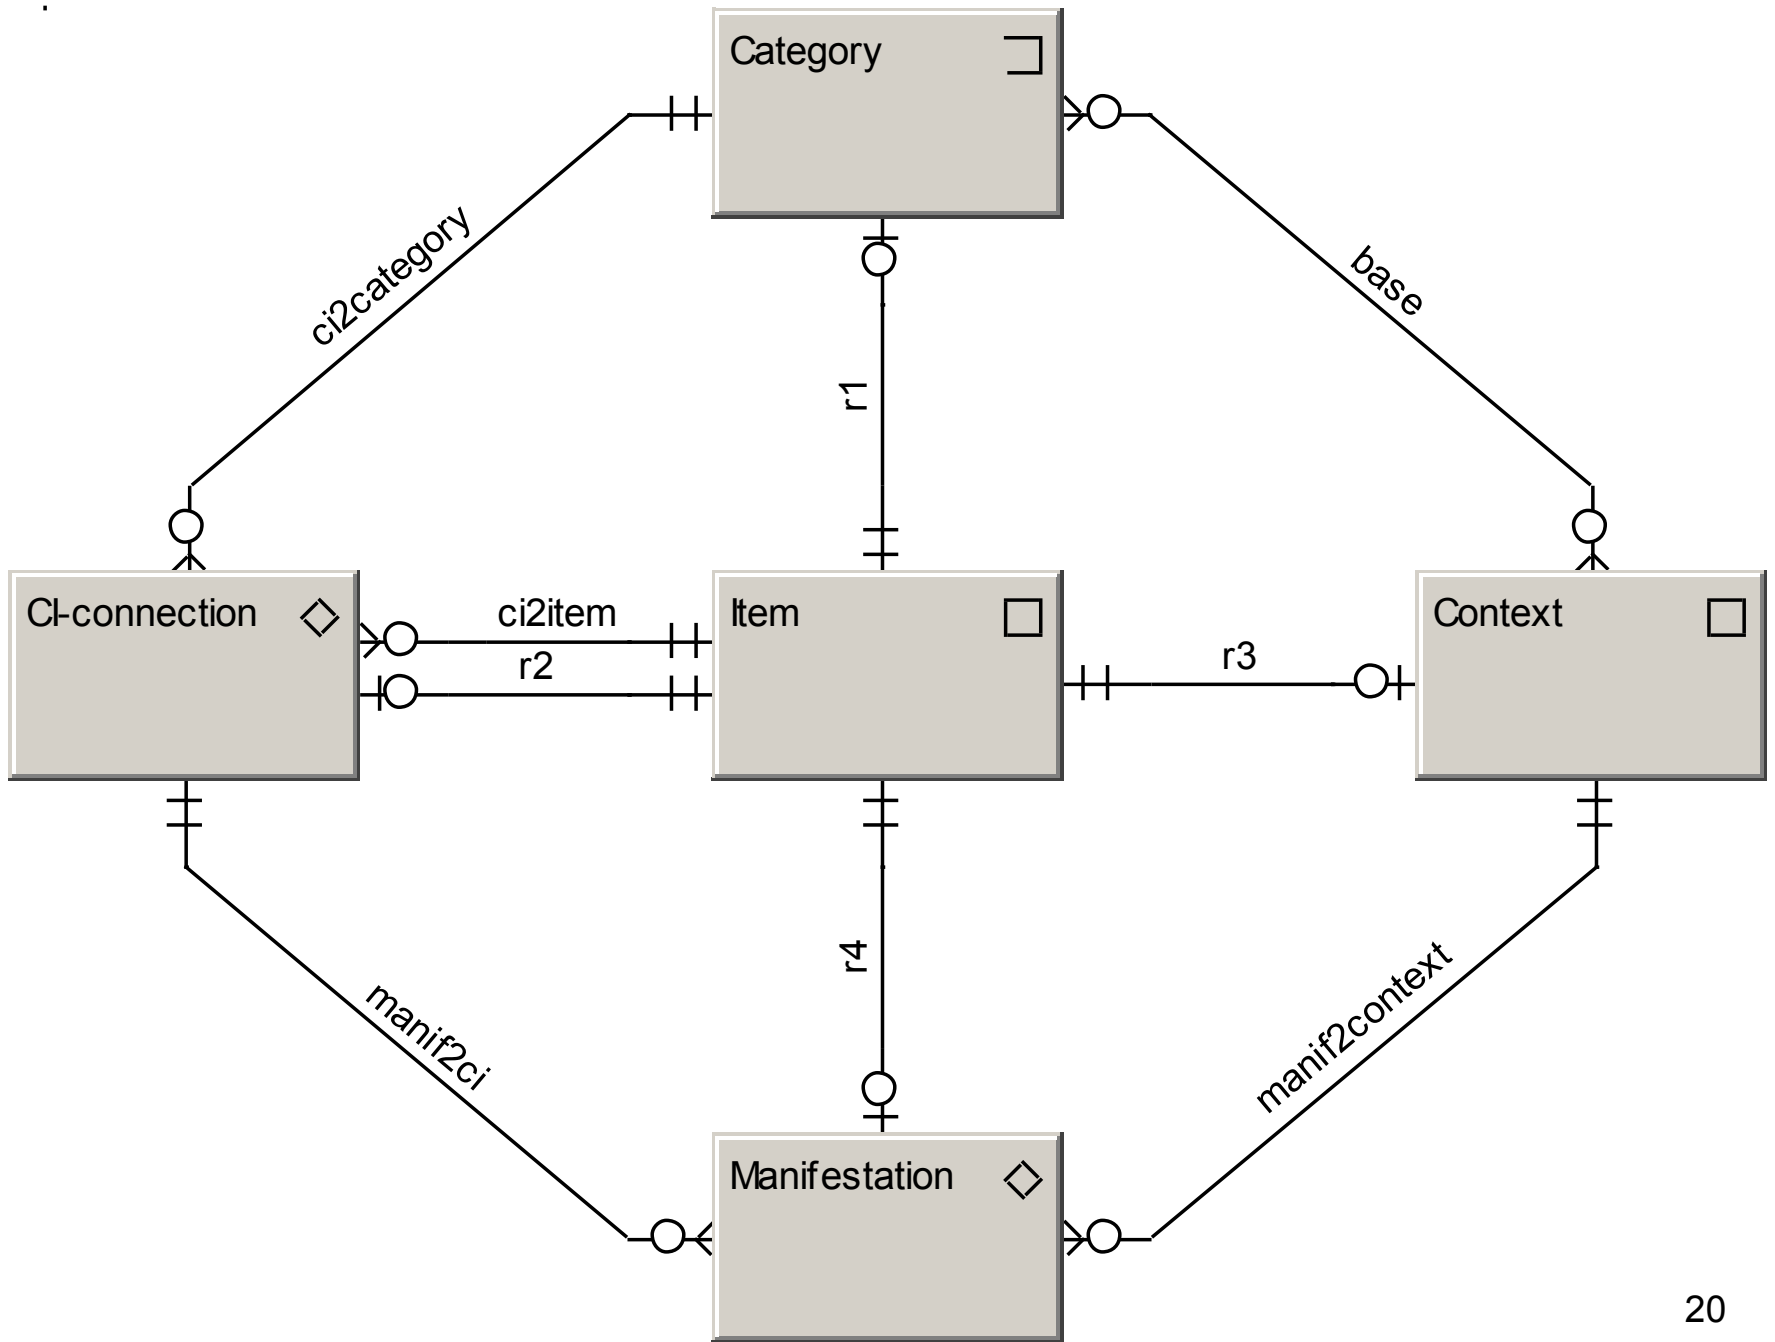 Category
ci2category
base
r1
CI-connection
ci2item
r2
Item
r3
Context
manif2ci
r4
manif2context
Manifestation
20